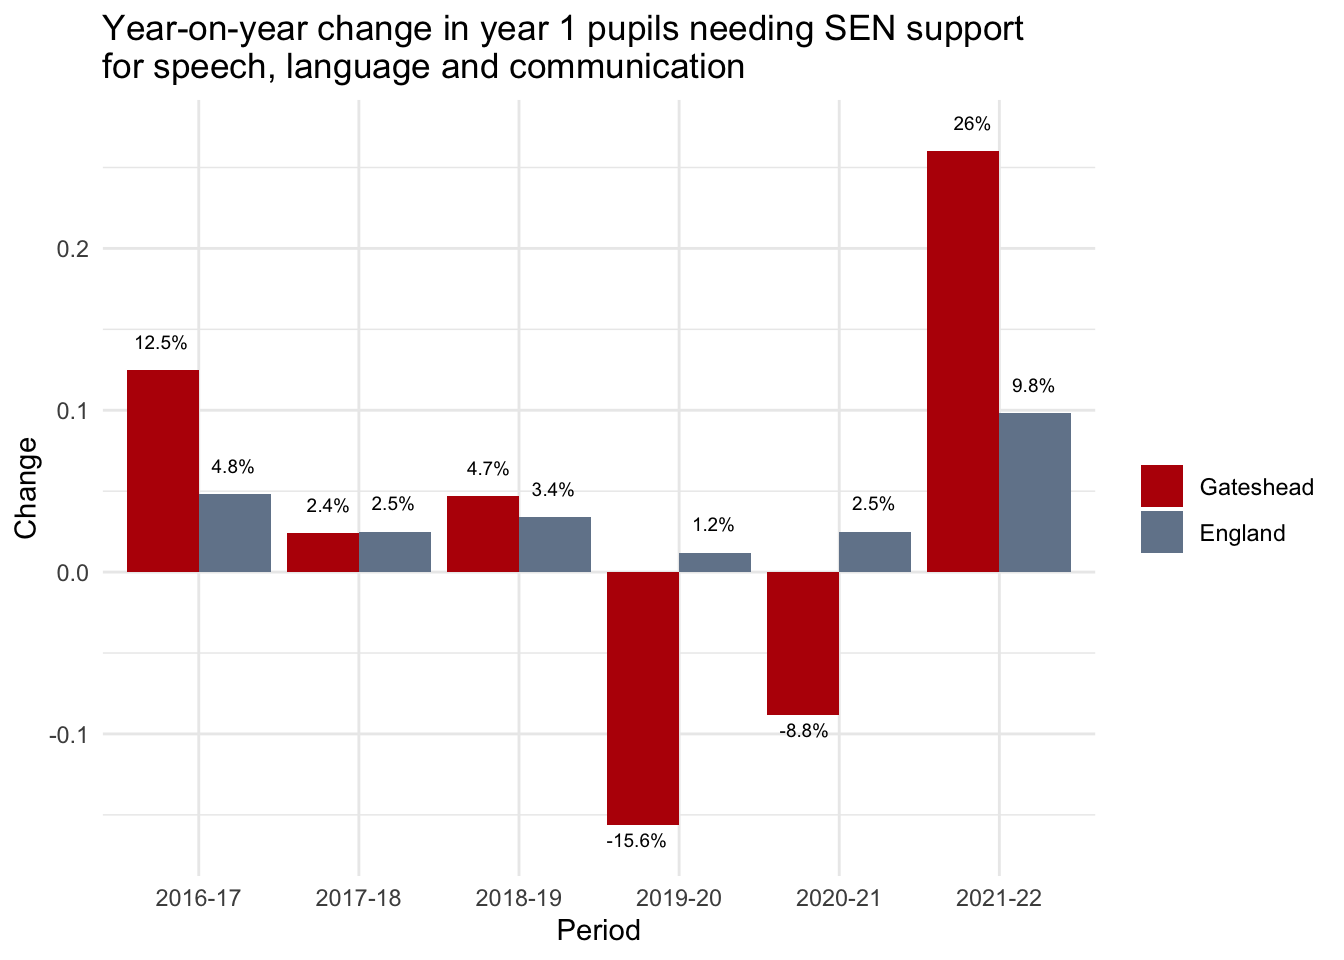 Year-on-year change in year 1 pupils needing SEN support
for speech, language and communication
26%
0.2
12.5%
9.8%
0.1
4.8%
4.7%
3.4%
2.4%
2.5%
2.5%
1.2%
Change
Gateshead
England
0.0
-0.1
-8.8%
-15.6%
2016-17 2017-18 2018-19 2019-20 2020-21 2021-22
Period